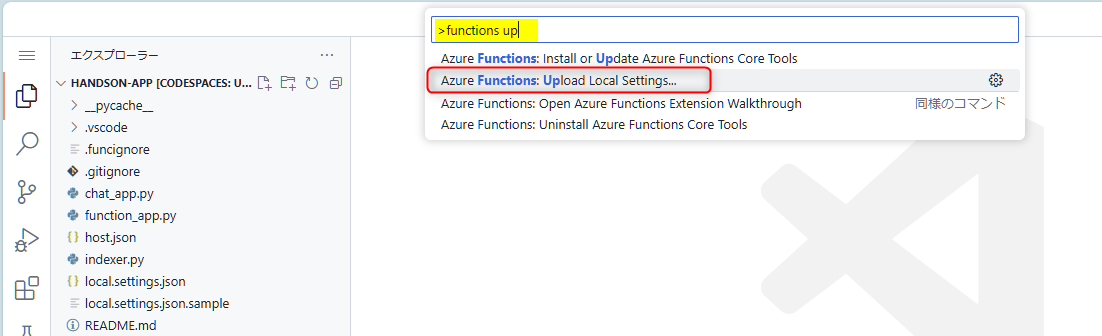 >functions up
Azure Functions: Install or Update Azure Functions Core Tools
Azure Functions: Upload Local Settings...
Azure Functions: Open Azure Functions Extension Walkthrough 同様のコマンド
Azure Functions: Uninstall Azure Functions Core Tools
エクスプローラー
HANDSON-APP [CODESPACES: U...
__pycache__
.vscode
.funcignore
.gitignore
chat_app.py
function_app.py
host.json
indexer.py
local.settings.json
local.settings.json.sample
README.md